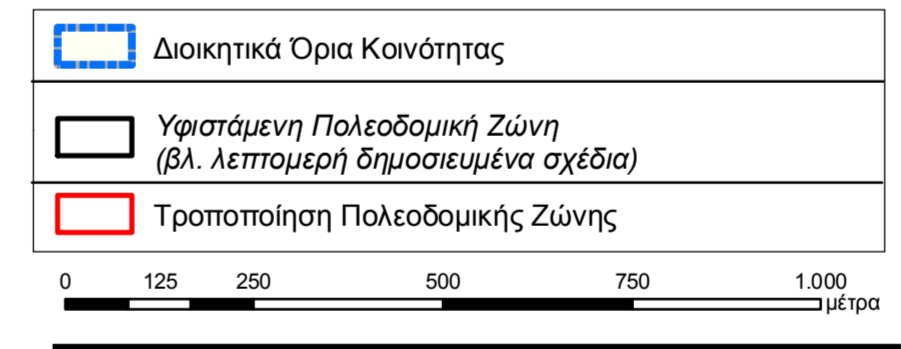 Διοικητικά Όρια Κοινότητας
Υφιστάμενη Πολεοδομική Ζώνη
(βλ. λεπτομερή δημοσιευμένα σχέδια)
Τροποποίηση Πολεοδομικής Ζώνης
0 125 250 500 750 1.000
μέτρα